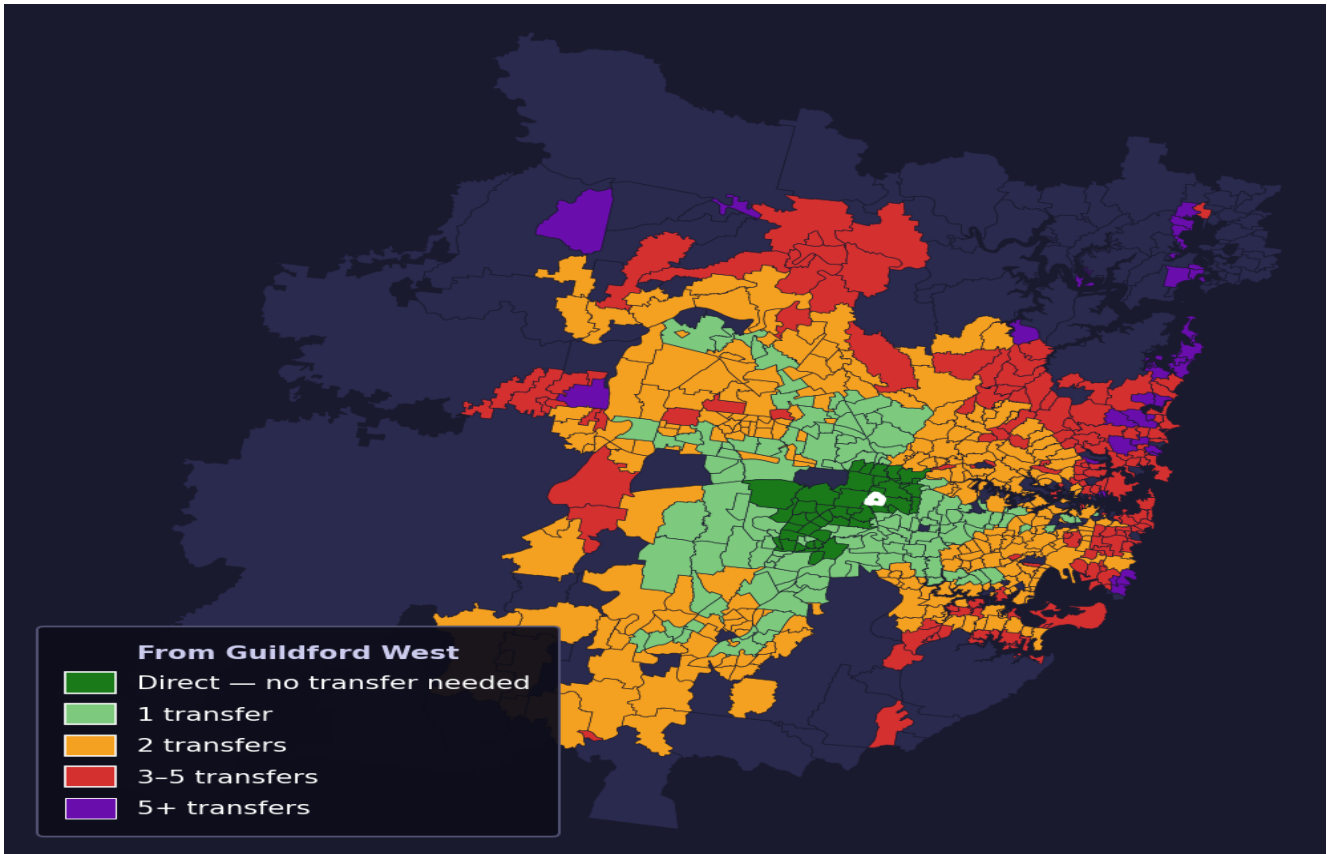 From Guildford West
Direct — no transfer needed
1 transfer
2 transfers
3–5 transfers
5+ transfers